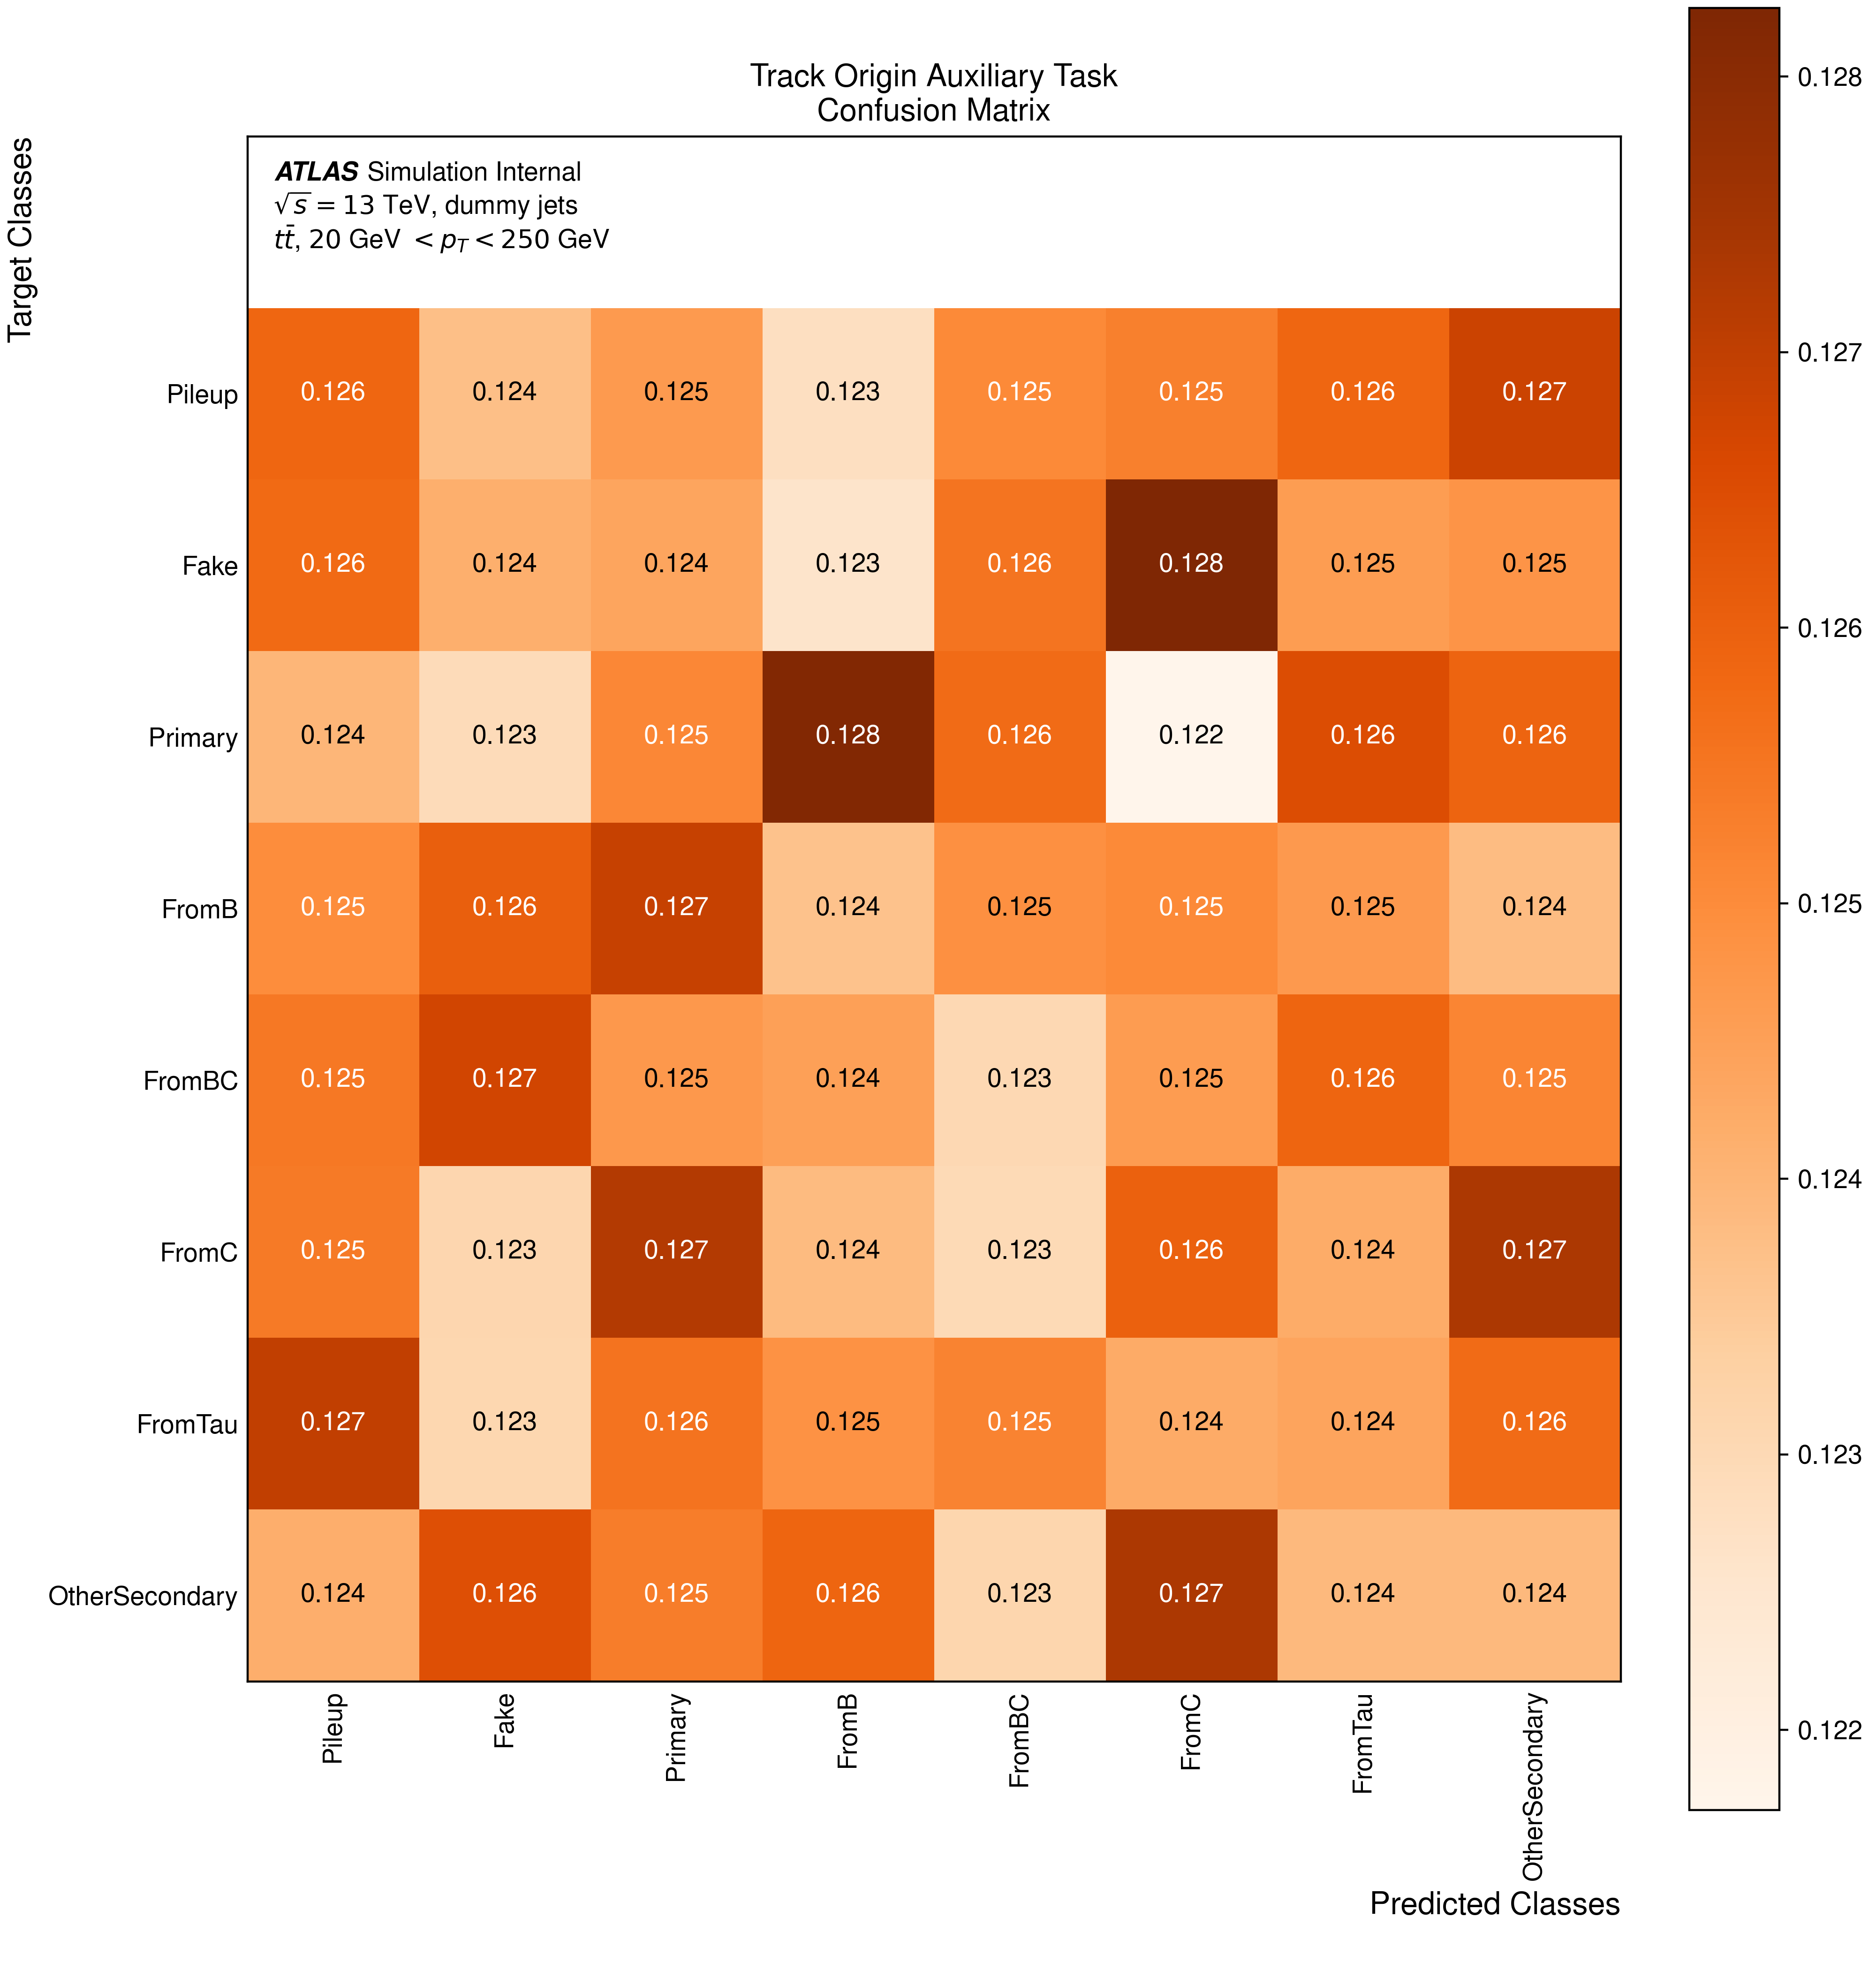 Track Origin Auxiliary Task
Confusion Matrix
Target Classes
ATLAS Simulation Internal
√s = 13 TeV, dummy jets
tt̄, 20 GeV < p_T < 250 GeV
Pileup 0.126 0.124 0.125 0.123 0.125 0.125 0.126 0.127
Fake 0.126 0.124 0.124 0.123 0.126 0.128 0.125 0.125
Primary 0.124 0.123 0.125 0.128 0.126 0.122 0.126 0.126
FromB 0.125 0.126 0.127 0.124 0.125 0.125 0.125 0.124
FromBC 0.125 0.127 0.125 0.124 0.123 0.125 0.126 0.125
FromC 0.125 0.123 0.127 0.124 0.123 0.126 0.124 0.127
FromTau 0.127 0.123 0.126 0.125 0.125 0.124 0.124 0.126
OtherSecondary 0.124 0.126 0.125 0.126 0.123 0.127 0.124 0.124
Pileup Fake Primary FromB FromBC FromC FromTau OtherSecondary
Predicted Classes
0.128
0.127
0.126
0.125
0.124
0.123
0.122